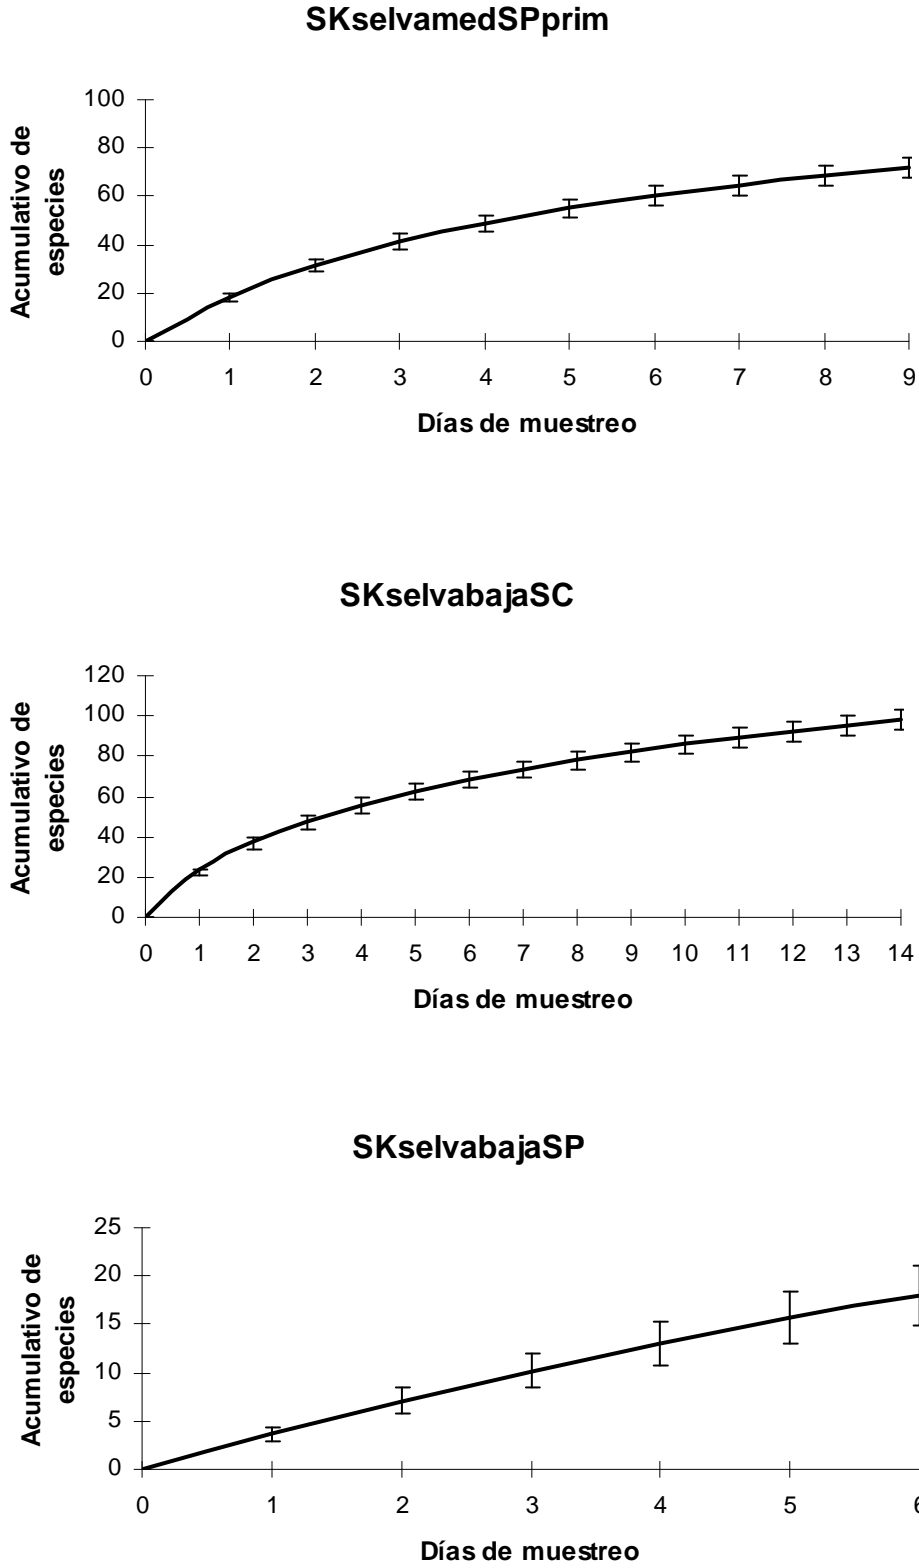 SKselvamedSPprim
100
80
60
40
20
0
Acumulativo de
especies
0 1 2 3 4 5 6 7 8 9
Días de muestreo
SKselvabajaSC
120
100
80
60
40
20
0
Acumulativo de
especies
0 1 2 3 4 5 6 7 8 9 10 11 12 13 14
Días de muestreo
SKselvabajaSP
25
20
15
10
5
0
Acumulativo de
especies
0 1 2 3 4 5 6
Días de muestreo